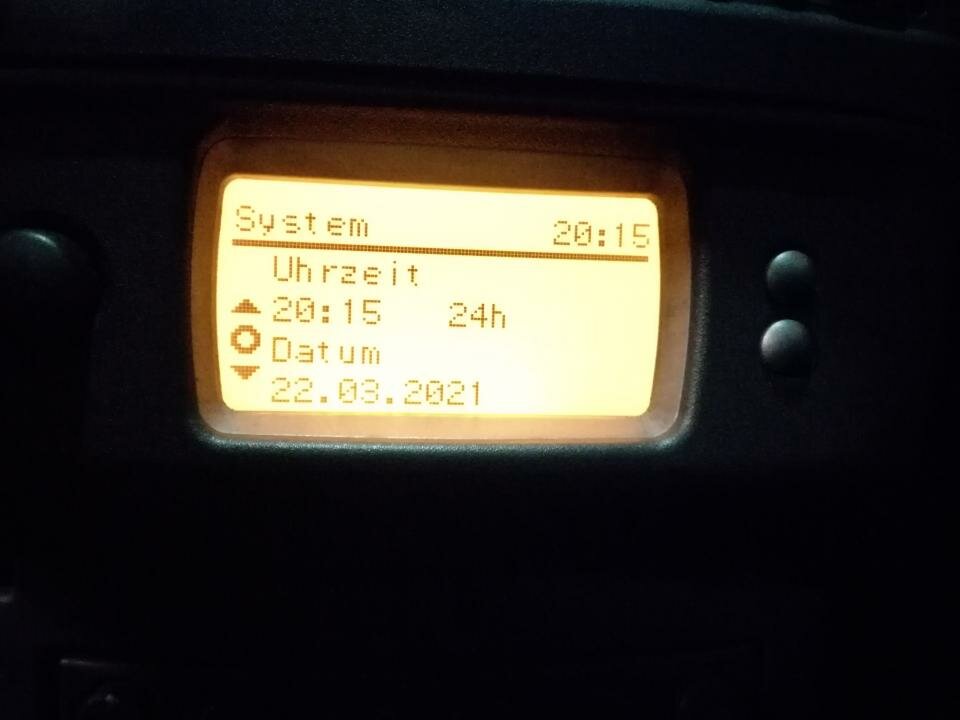 System 20:15
Uhrzeit
20:15 24h
Datum
22.03.2021